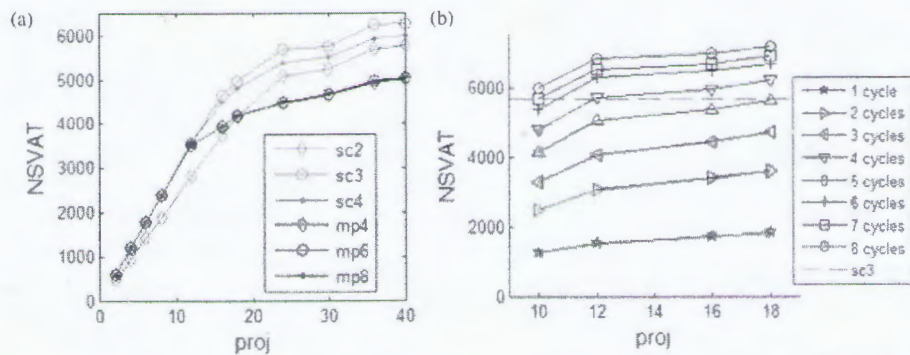 (a)
NSVAT
6000
5000
4000
3000
2000
1000
0
0
10
20
30
40
proj
sc2
sc3
sc4
mp4
mp6
mp8
(b)
NSVAT
6000
4000
2000
0
10
12
14
16
18
proj
1 cycle
2 cycles
3 cycles
4 cycles
5 cycles
6 cycles
7 cycles
8 cycles
sc3